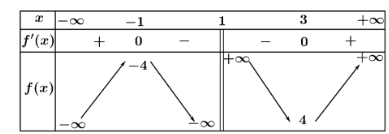 x −∞ −1 1 3 +∞
f′(x) + 0 − − 0 +
+∞ +∞
−4
f(x)
−∞ −∞ 4